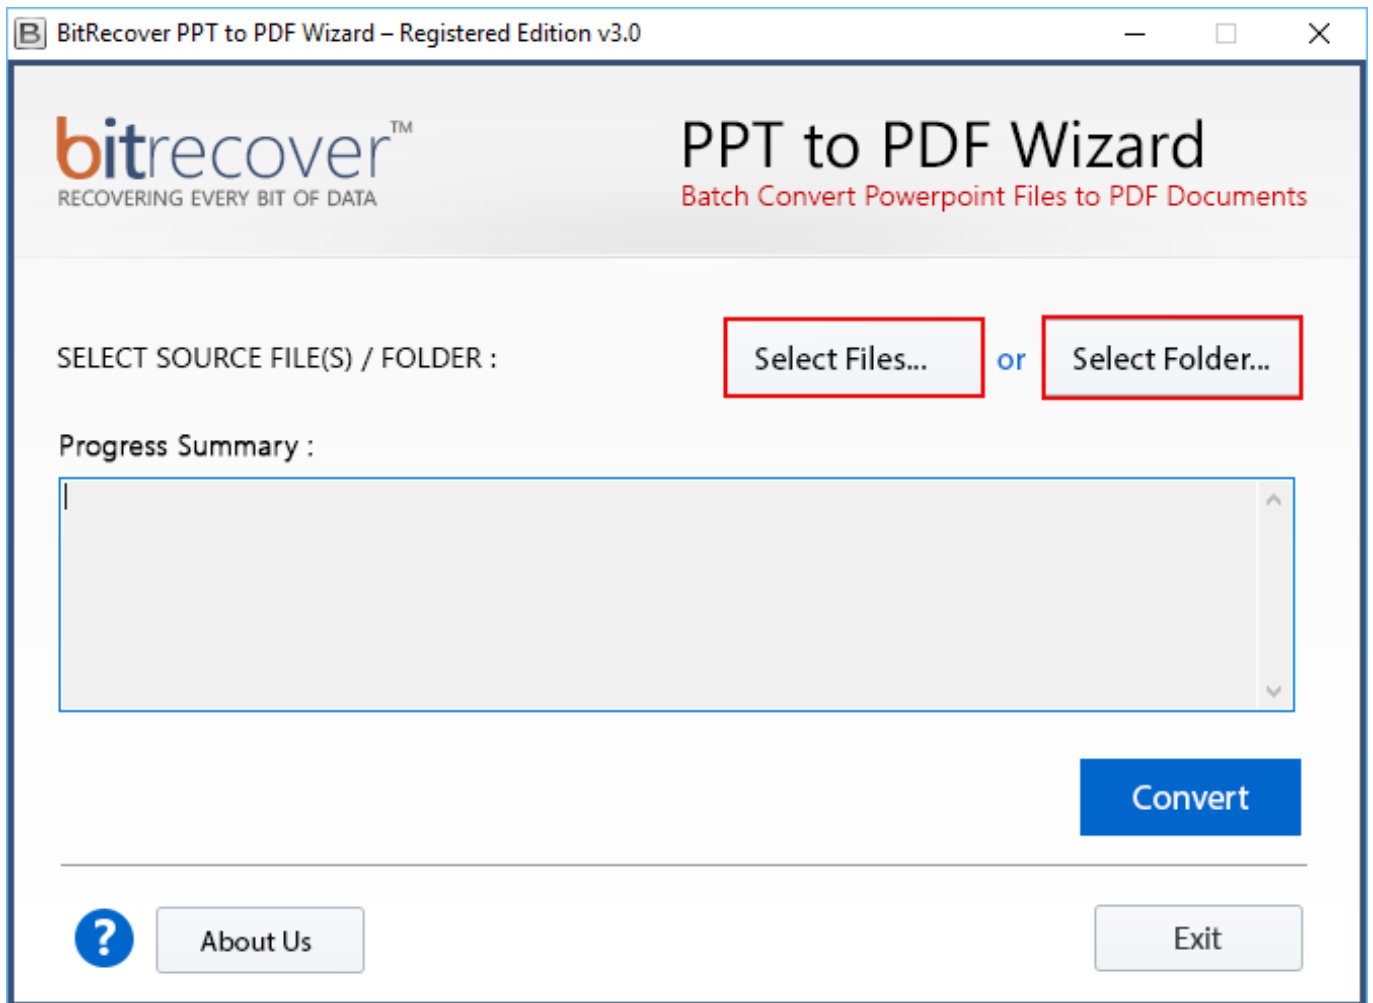 B BitRecover PPT to PDF Wizard – Registered Edition v3.0
bitrecover™
RECOVERING EVERY BIT OF DATA
PPT to PDF Wizard
Batch Convert Powerpoint Files to PDF Documents
SELECT SOURCE FILE(S) / FOLDER : Select Files... or Select Folder...
Progress Summary :
Convert
? About Us Exit